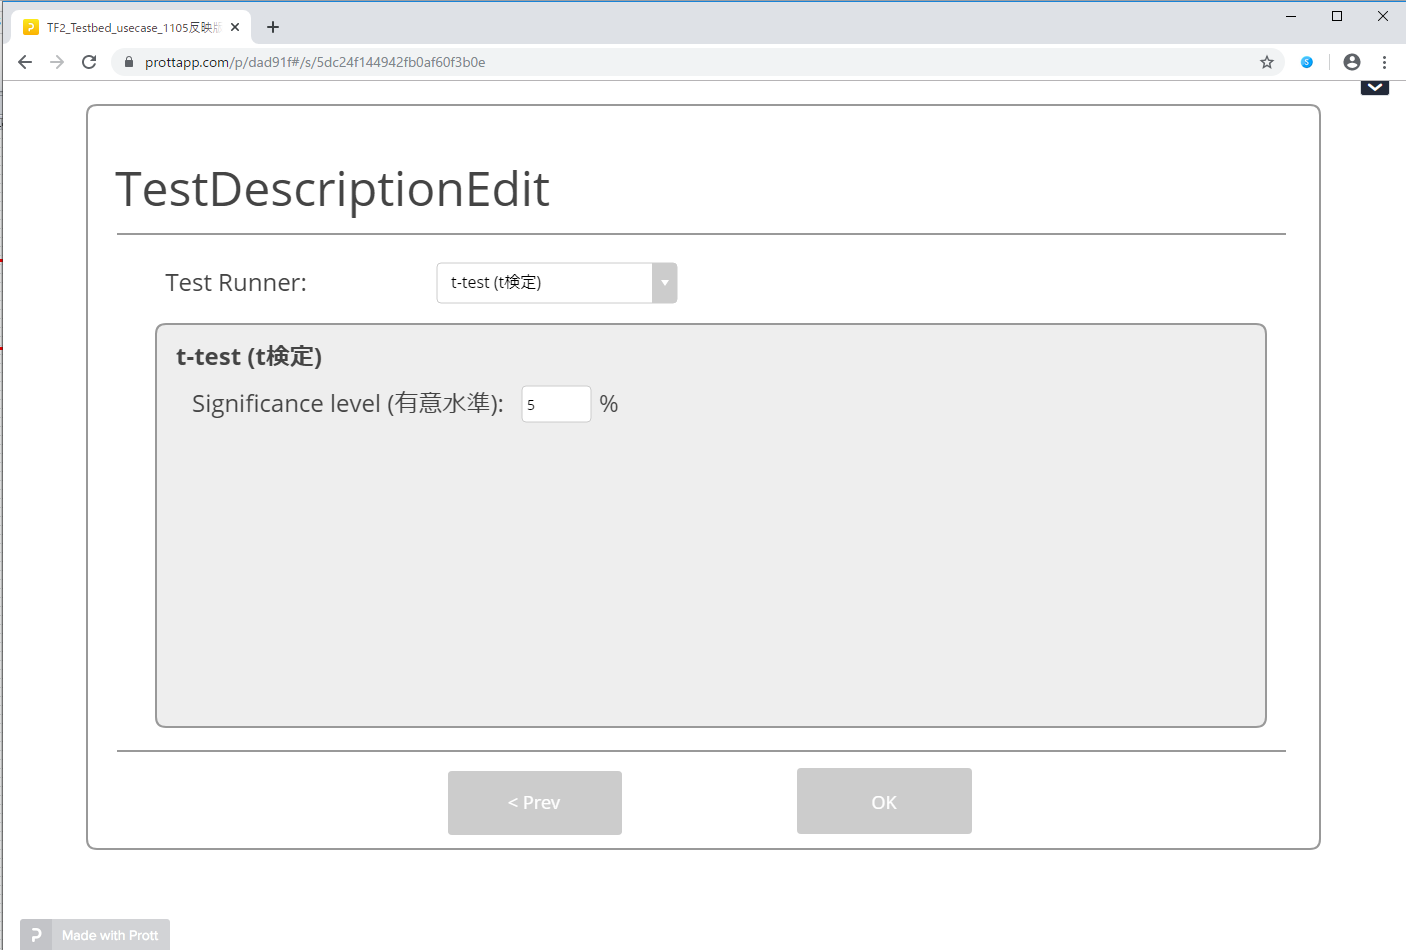 TF2_Testbed_usecase_1105反映版
prottapp.com/p/dad91f#/s/5dc24f144942fb0af60f3b0e
TestDescriptionEdit
Test Runner:
t-test (t検定)
t-test (t検定)
Significance level (有意水準): 5 %
< Prev
OK
Made with Prott